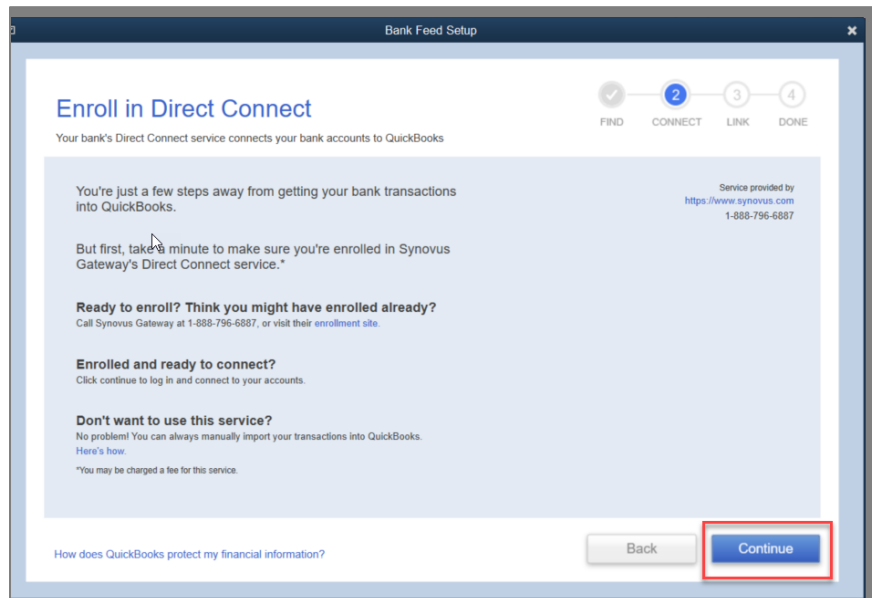 Bank Feed Setup
Enroll in Direct Connect
Your bank's Direct Connect service connects your bank accounts to QuickBooks
2
3
4
FIND
CONNECT
LINK
DONE
You're just a few steps away from getting your bank transactions
into QuickBooks.
Service provided by
https://www.synovus.com
1-888-796-6887
But first, take a minute to make sure you're enrolled in Synovus
Gateway's Direct Connect service.*
Ready to enroll? Think you might have enrolled already?
Call Synovus Gateway at 1-888-796-6887, or visit their enrollment site.
Enrolled and ready to connect?
Click continue to log in and connect to your accounts.
Don't want to use this service?
No problem! You can always manually import your transactions into QuickBooks.
Here's how.
*You may be charged a fee for this service.
How does QuickBooks protect my financial information?
Back
Continue